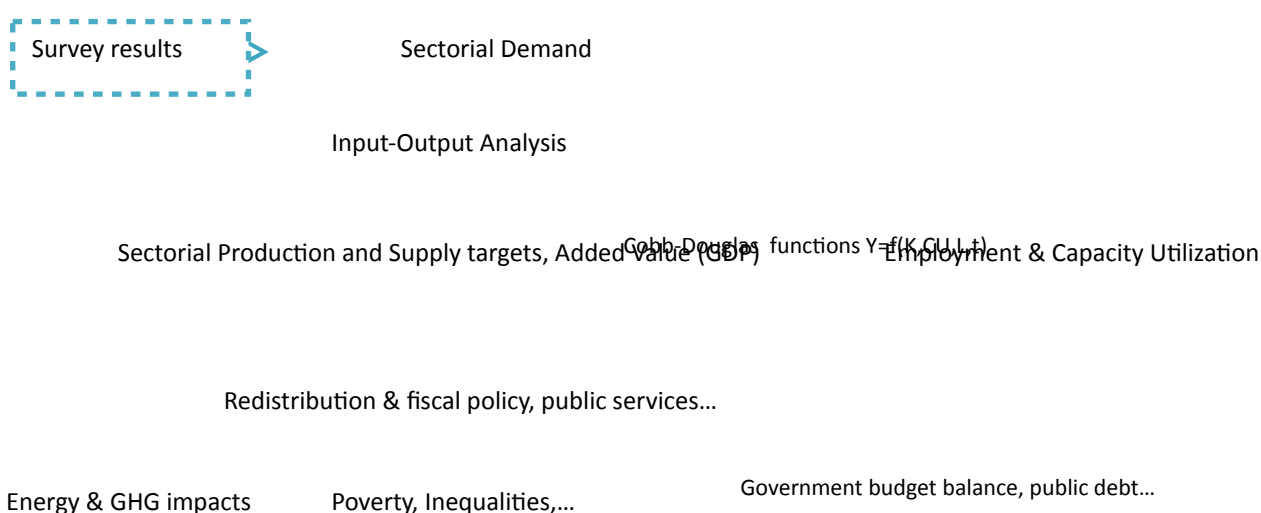 Survey results
Sectorial Demand
Input-Output Analysis
Sectorial Production and Supply targets, Added Value (GDP)
Cobb-Douglas functions Y=f(K,CU,L,t)
Employment & Capacity Utilization
Redistribution & fiscal policy, public services…
Energy & GHG impacts
Poverty, Inequalities,…
Government budget balance, public debt…